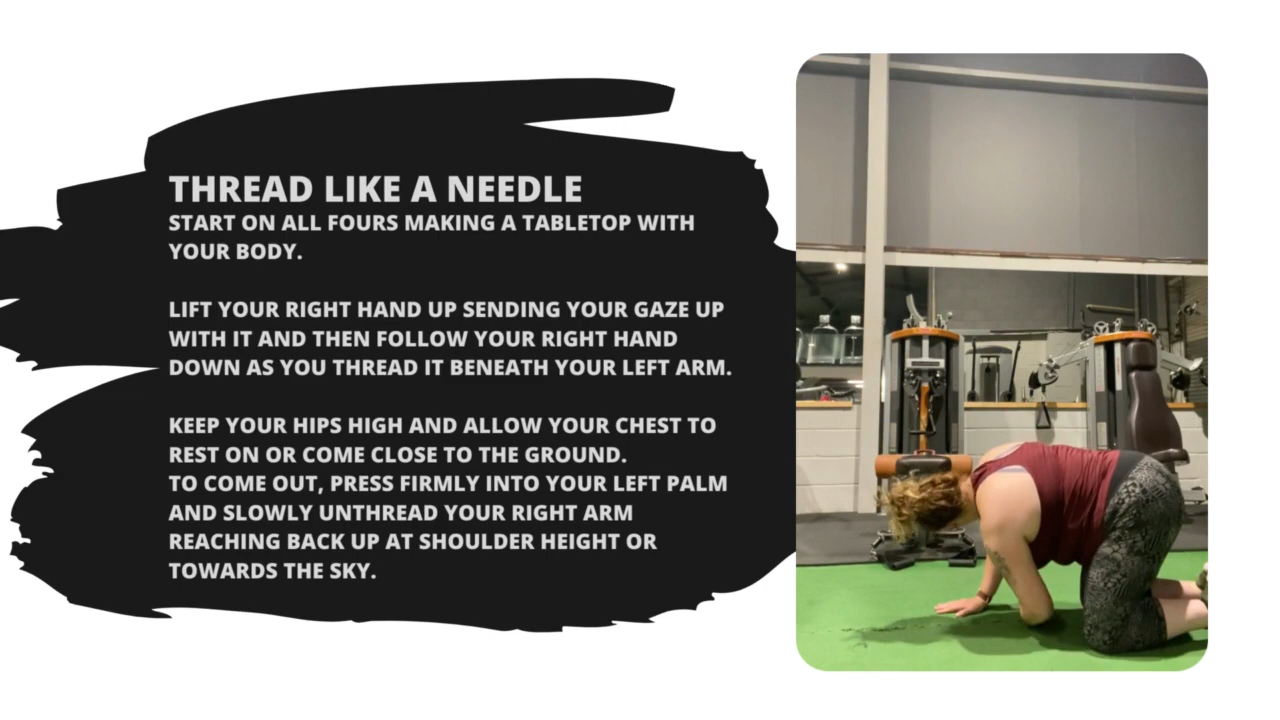 THREAD LIKE A NEEDLE
START ON ALL FOURS MAKING A TABLETOP WITH
YOUR BODY.
LIFT YOUR RIGHT HAND UP SENDING YOUR GAZE UP
WITH IT AND THEN FOLLOW YOUR RIGHT HAND
DOWN AS YOU THREAD IT BENEATH YOUR LEFT ARM.
KEEP YOUR HIPS HIGH AND ALLOW YOUR CHEST TO
REST ON OR COME CLOSE TO THE GROUND.
TO COME OUT, PRESS FIRMLY INTO YOUR LEFT PALM
AND SLOWLY UNTHREAD YOUR RIGHT ARM
REACHING BACK UP AT SHOULDER HEIGHT OR
TOWARDS THE SKY.